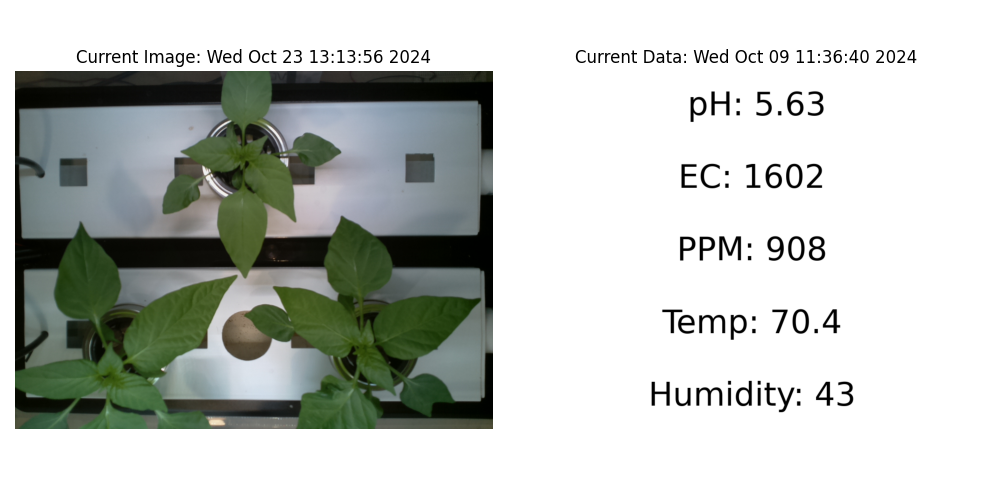 Current Image: Wed Oct 23 13:13:56 2024
Current Data: Wed Oct 09 11:36:40 2024
pH: 5.63
EC: 1602
PPM: 908
Temp: 70.4
Humidity: 43